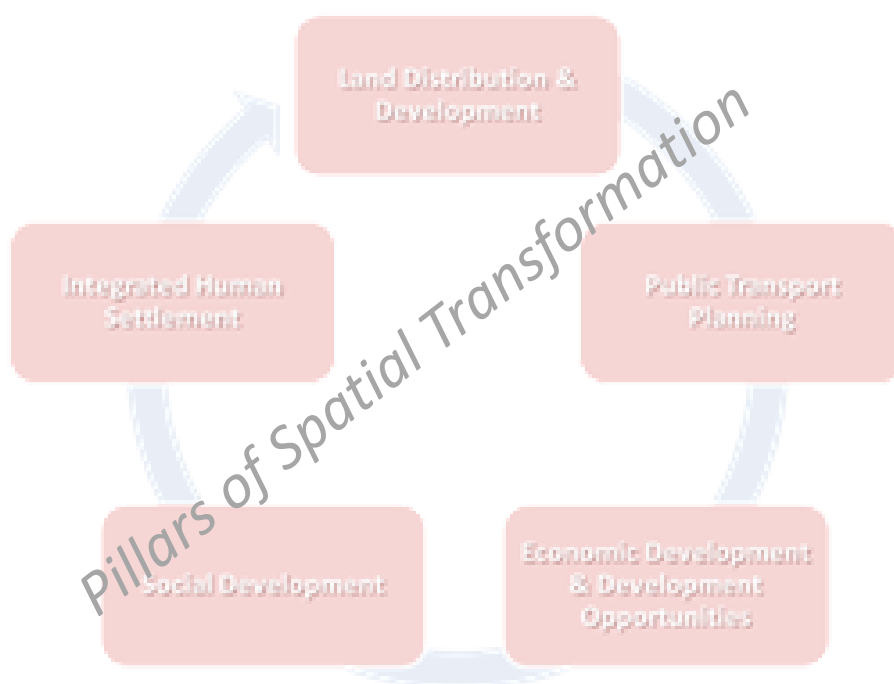 Land Distribution &
Development
Public Transport
Planning
Economic Development
& Development
Opportunities
Social Development
Integrated Human
Settlement
Pillars of Spatial Transformation